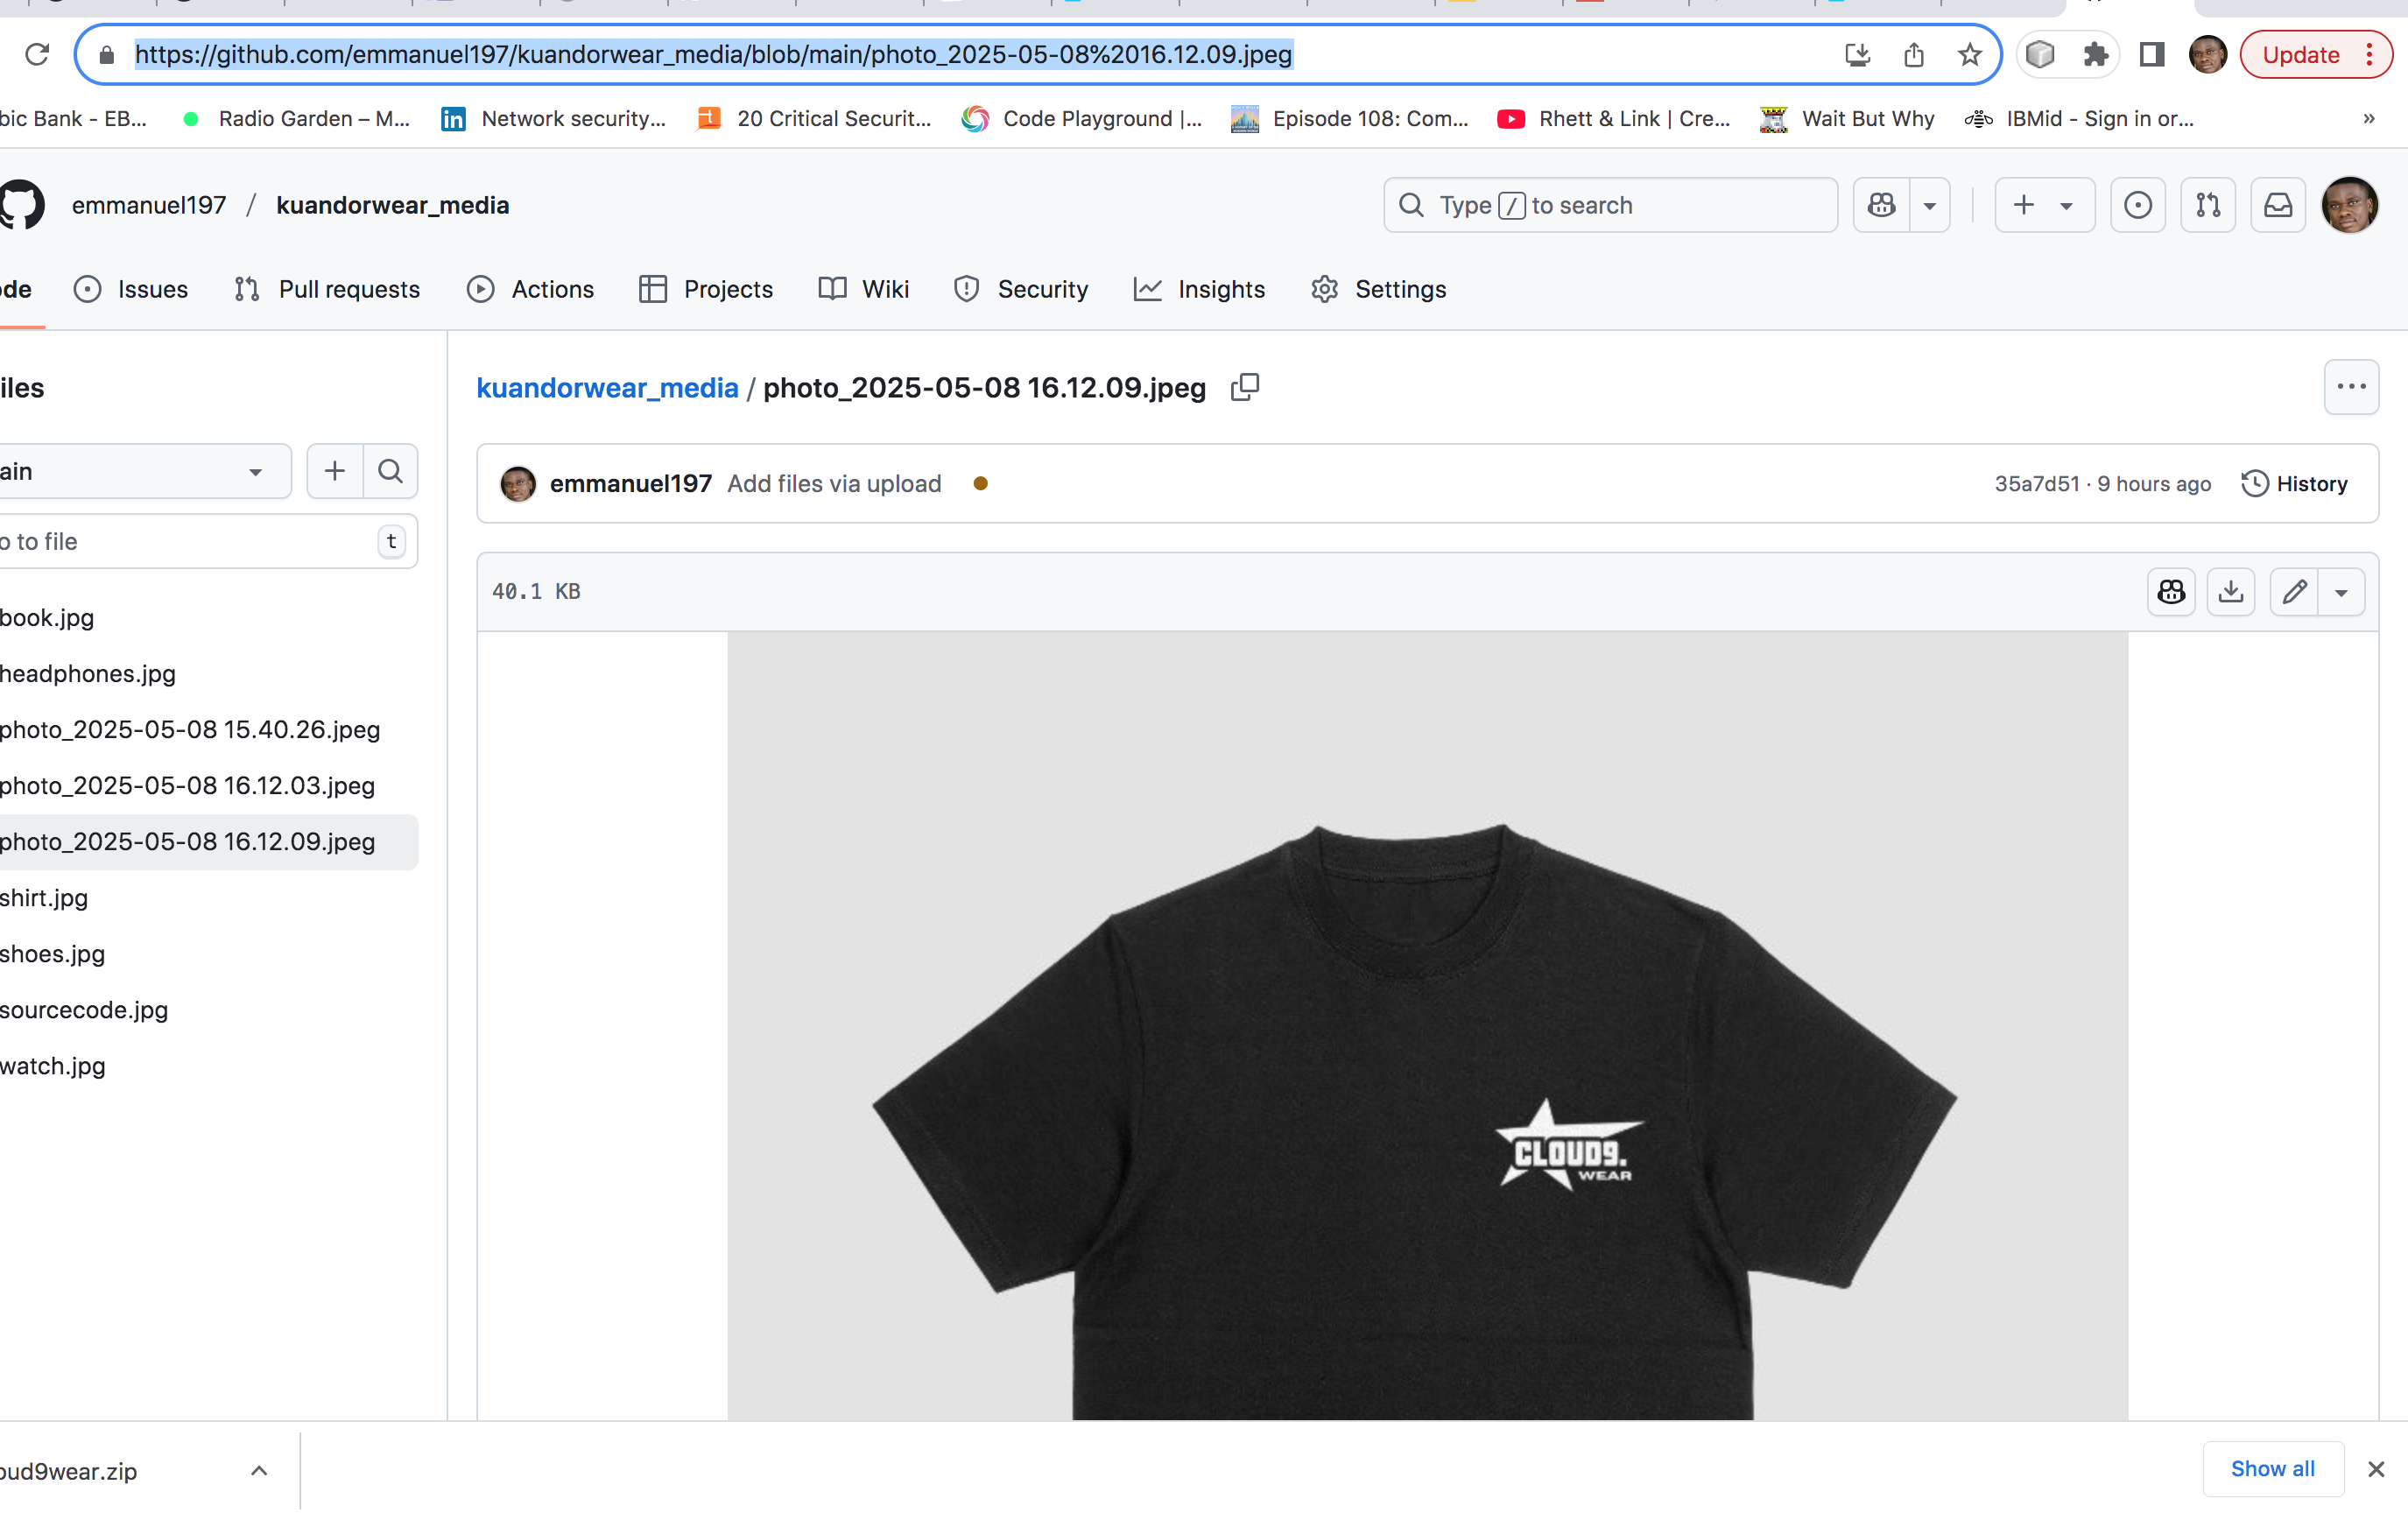 https://github.com/emmanuel197/kuandorwear_media/blob/main/photo_2025-05-08%2016.12.09.jpeg
Update
bic Bank - EB...
Radio Garden – M...
Network security...
20 Critical Securit...
Code Playground |...
Episode 108: Com...
Rhett & Link | Cre...
Wait But Why
IBMid - Sign in or...
»
emmanuel197 / kuandorwear_media
Type / to search
ode
Issues
Pull requests
Actions
Projects
Wiki
Security
Insights
Settings
iles
ain
o to file
t
book.jpg
headphones.jpg
photo_2025-05-08 15.40.26.jpeg
photo_2025-05-08 16.12.03.jpeg
photo_2025-05-08 16.12.09.jpeg
shirt.jpg
shoes.jpg
sourcecode.jpg
watch.jpg
kuandorwear_media / photo_2025-05-08 16.12.09.jpeg
emmanuel197 Add files via upload
35a7d51 · 9 hours ago
History
40.1 KB
CLOUD9.
WEAR
oud9wear.zip
Show all